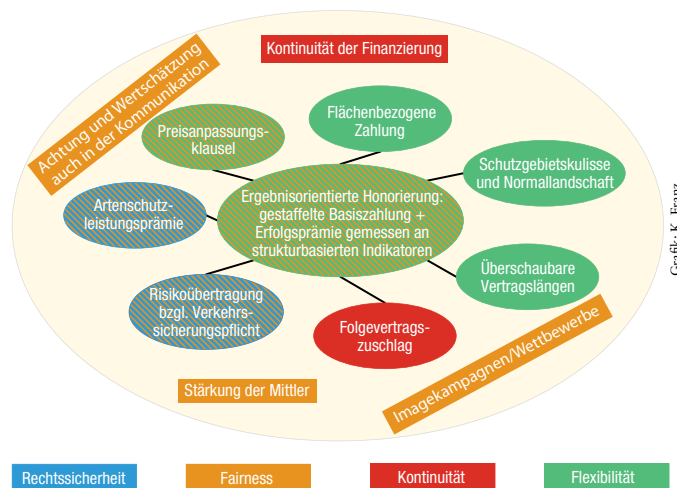 Kontinuität der Finanzierung
Achtung und Wertschätzung
auch in der Kommunikation
Preisanpassungs-
klausel
Flächenbezogene
Zahlung
Schutzgebietskulisse
und Normallandschaft
Artenschutz-
leistungsprämie
Ergebnisorientierte Honorierung:
gestaffelte Basiszahlung +
Erfolgsprämie gemessen an
strukturbasierten Indikatoren
Überschaubare
Vertragslängen
Risikoübertragung
bzgl. Verkehrs-
sicherungspflicht
Folgevertrags-
zuschlag
Imagekampagnen/Wettbewerbe
Stärkung der Mittler
Grafik: K. Franz
Rechtssicherheit
Fairness
Kontinuität
Flexibilität